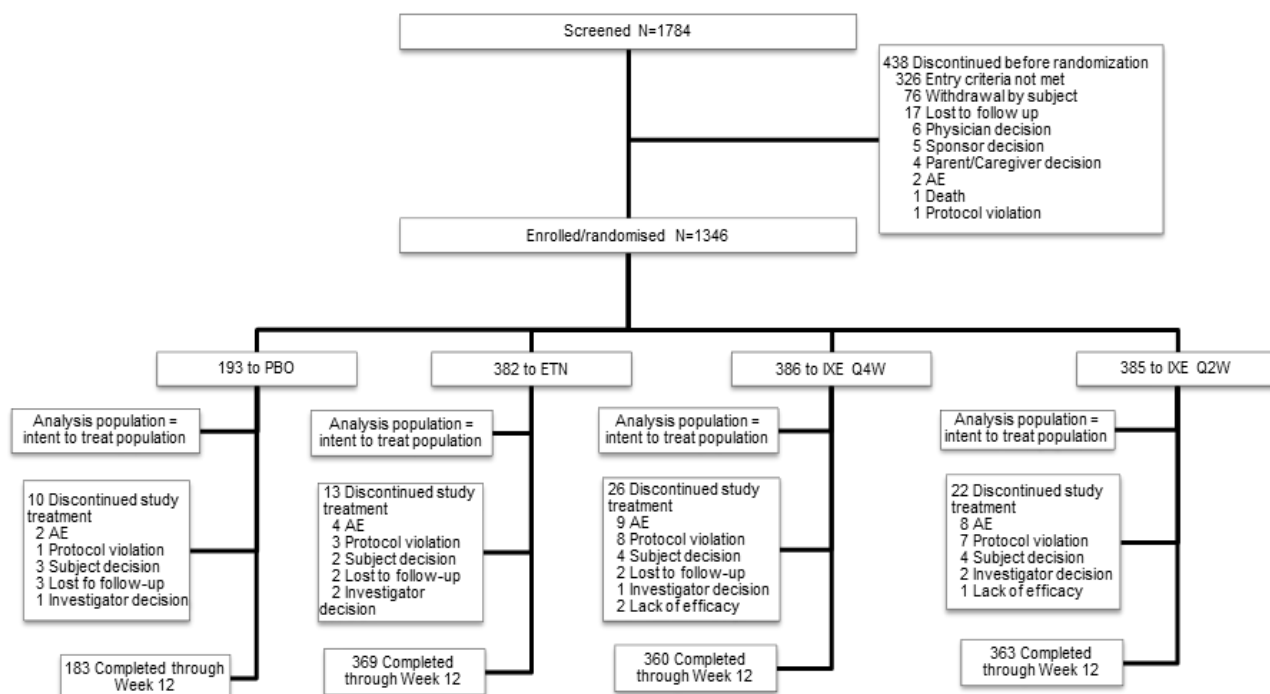 Screened N=1784
438 Discontinued before randomization
326 Entry criteria not met
76 Withdrawal by subject
17 Lost to follow up
6 Physician decision
5 Sponsor decision
4 Parent/Caregiver decision
2 AE
1 Death
1 Protocol violation
Enrolled/randomised N=1346
193 to PBO
382 to ETN
386 to IXE Q4W
385 to IXE Q2W
Analysis population =
intent to treat population
Analysis population =
intent to treat population
Analysis population =
intent to treat population
Analysis population =
intent to treat population
10 Discontinued study
treatment
2 AE
1 Protocol violation
3 Subject decision
3 Lost to follow-up
1 Investigator decision
13 Discontinued study
treatment
4 AE
3 Protocol violation
2 Subject decision
2 Lost to follow-up
2 Investigator
decision
26 Discontinued study
treatment
9 AE
8 Protocol violation
4 Subject decision
2 Lost to follow-up
1 Investigator decision
2 Lack of efficacy
22 Discontinued study
treatment
8 AE
7 Protocol violation
4 Subject decision
2 Investigator decision
1 Lack of efficacy
183 Completed through
Week 12
369 Completed
through Week 12
360 Completed
through Week 12
363 Completed
through Week 12